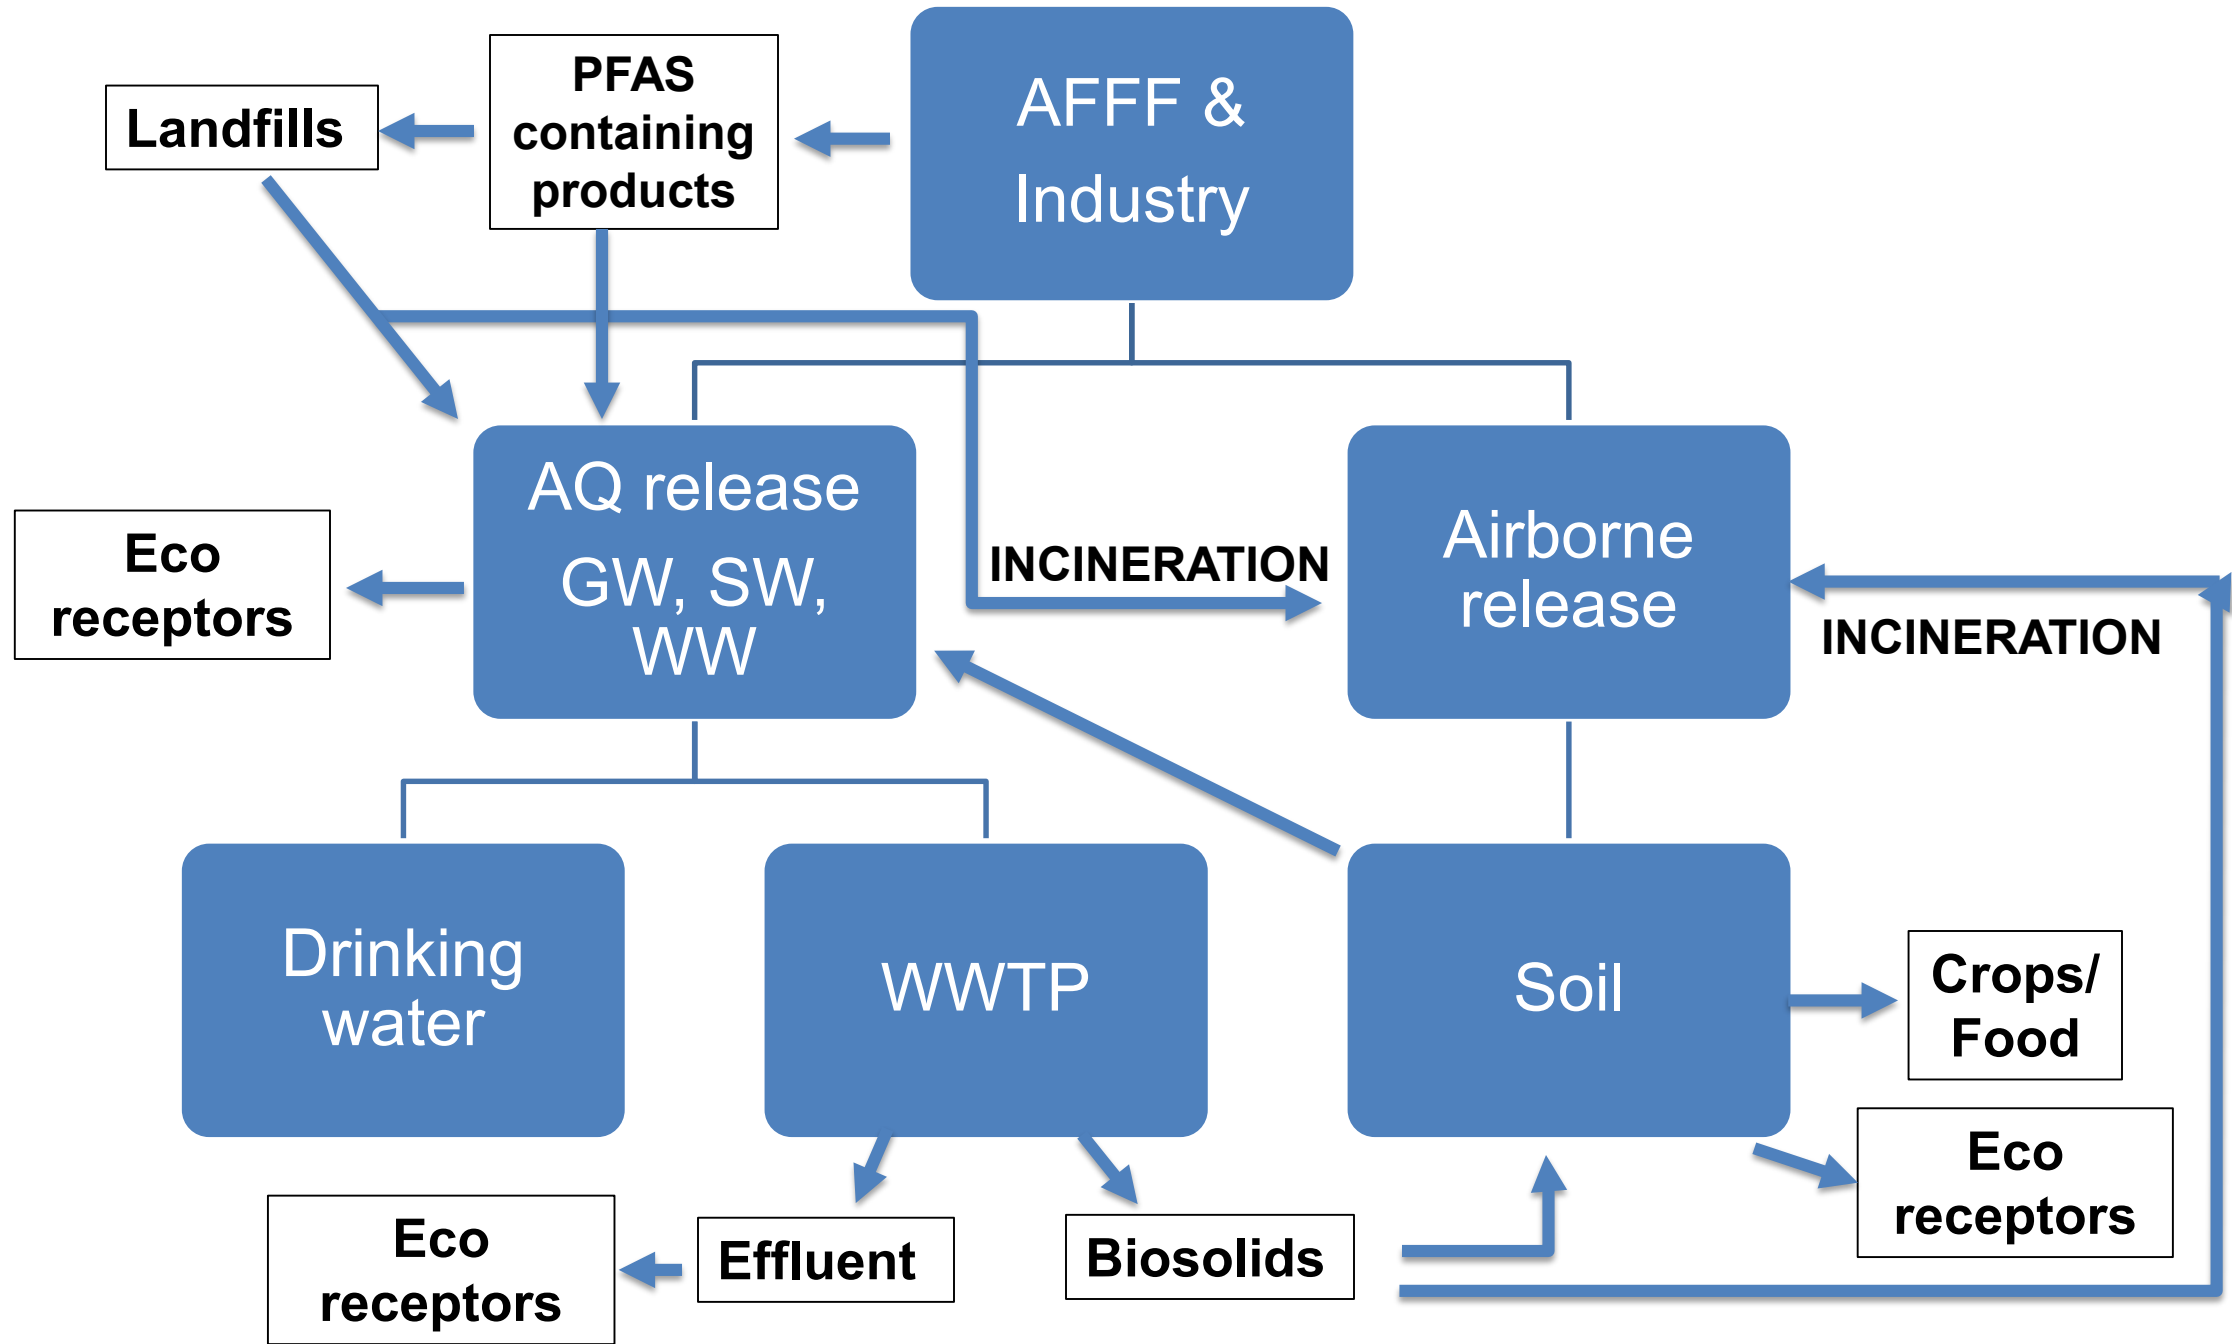 PFAS
containing
products
AFFF &
Industry
Landfills
AQ release
GW, SW,
WW
Airborne
release
Eco
receptors
INCINERATION
INCINERATION
Drinking
water
WWTP
Soil
Crops/
Food
Eco
receptors
Eco
receptors
Effluent
Biosolids